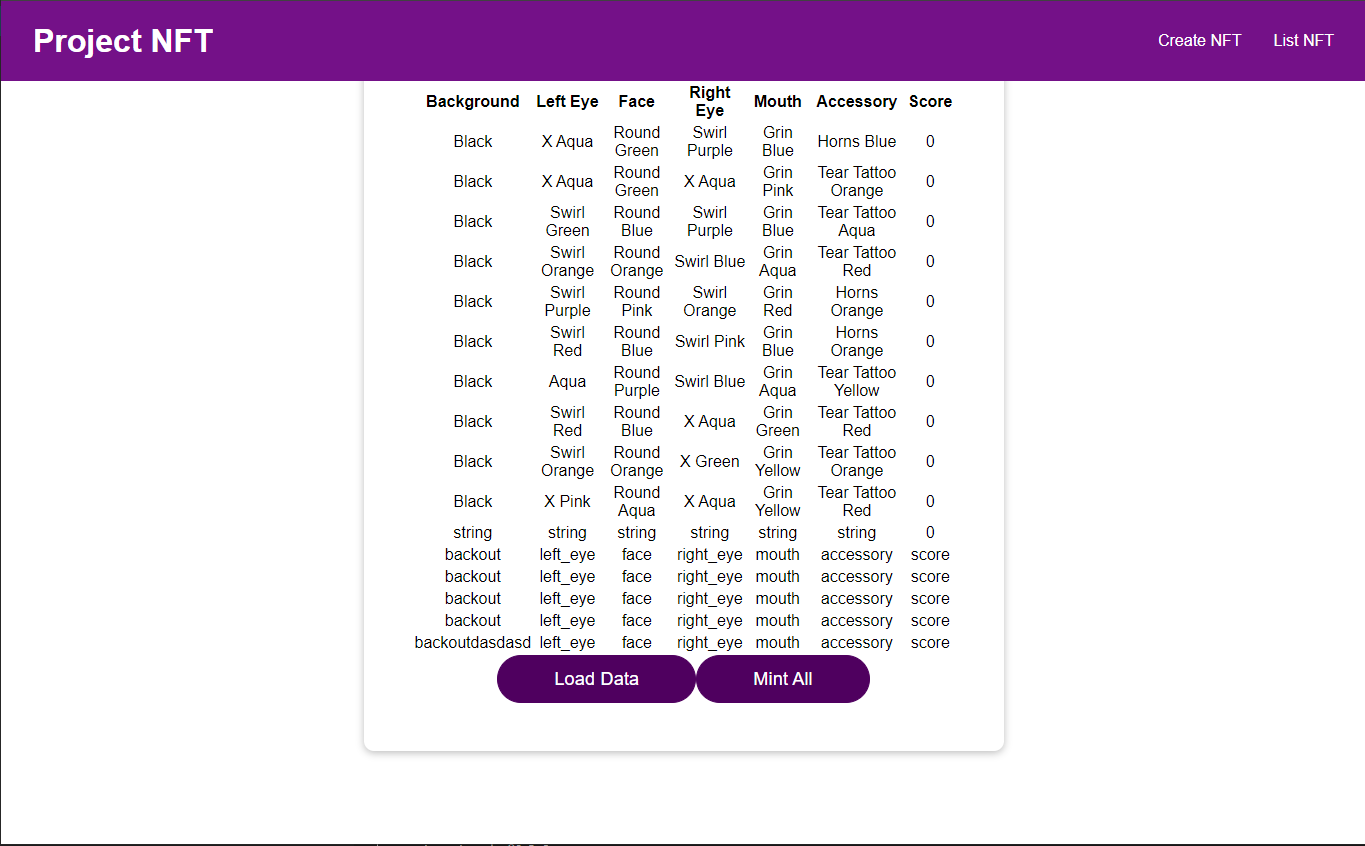 Project NFT
Create NFT List NFT
Background Left Eye Face Right Eye Mouth Accessory Score
Black X Aqua Round Green Swirl Purple Grin Blue Horns Blue 0
Black X Aqua Round Green X Aqua Grin Pink Tear Tattoo Orange 0
Black Swirl Green Round Blue Swirl Purple Grin Blue Tear Tattoo Aqua 0
Black Swirl Orange Round Orange Swirl Blue Grin Aqua Tear Tattoo Red 0
Black Swirl Purple Round Pink Swirl Orange Grin Red Horns Orange 0
Black Swirl Red Round Blue Swirl Pink Grin Blue Horns Orange 0
Black Aqua Round Purple Swirl Blue Grin Aqua Tear Tattoo Yellow 0
Black Swirl Red Round Blue X Aqua Grin Green Tear Tattoo Red 0
Black Swirl Orange Round Orange X Green Grin Yellow Tear Tattoo Orange 0
Black X Pink Round Aqua X Aqua Grin Yellow Tear Tattoo Red 0
string string string string string string 0
backout left_eye face right_eye mouth accessory score
backout left_eye face right_eye mouth accessory score
backout left_eye face right_eye mouth accessory score
backout left_eye face right_eye mouth accessory score
backoutdasdasd left_eye face right_eye mouth accessory score
Load Data Mint All